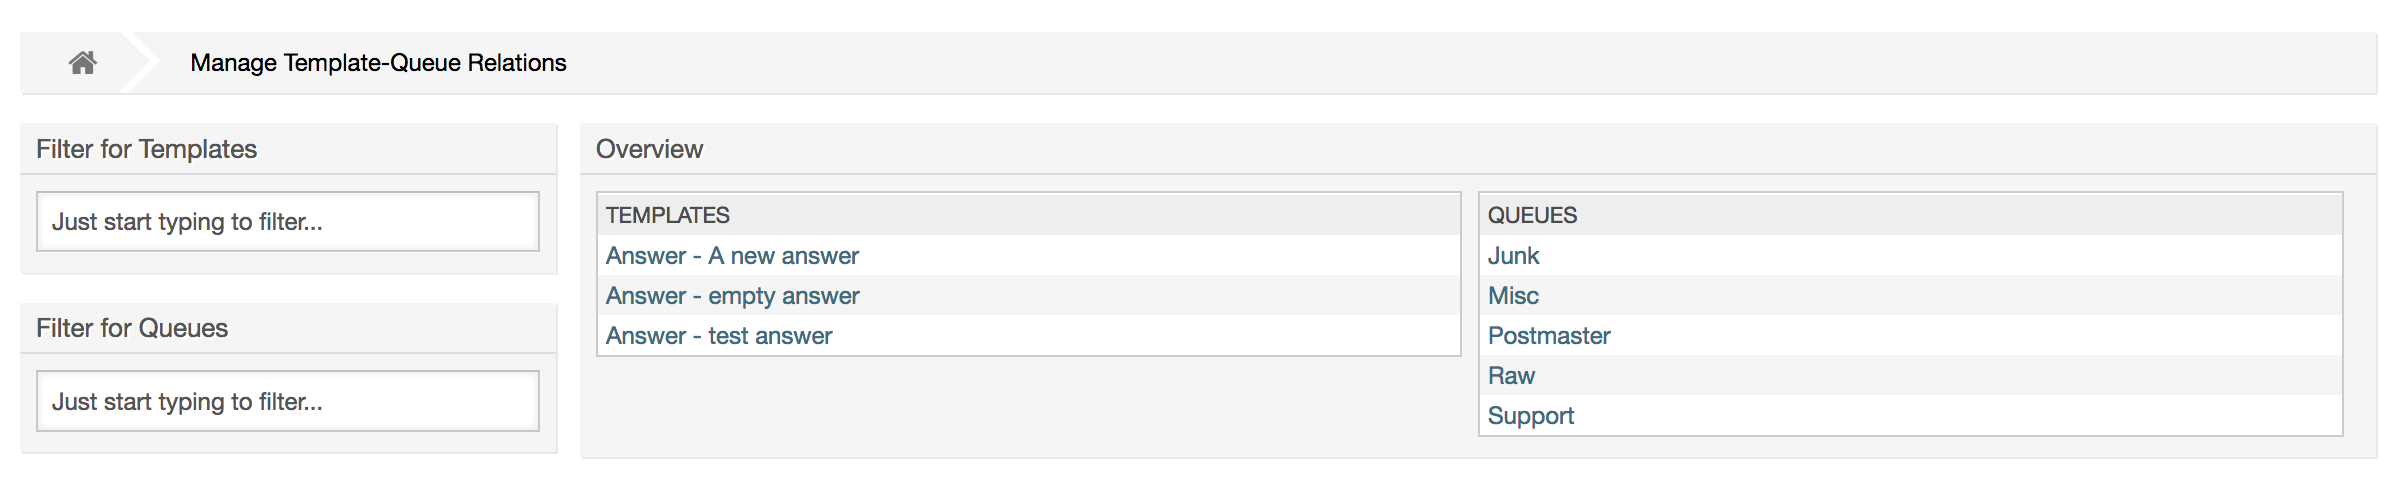 Manage Template-Queue Relations
Filter for Templates
Just start typing to filter...
Filter for Queues
Just start typing to filter...
Overview
TEMPLATES
Answer - A new answer
Answer - empty answer
Answer - test answer
QUEUES
Junk
Misc
Postmaster
Raw
Support